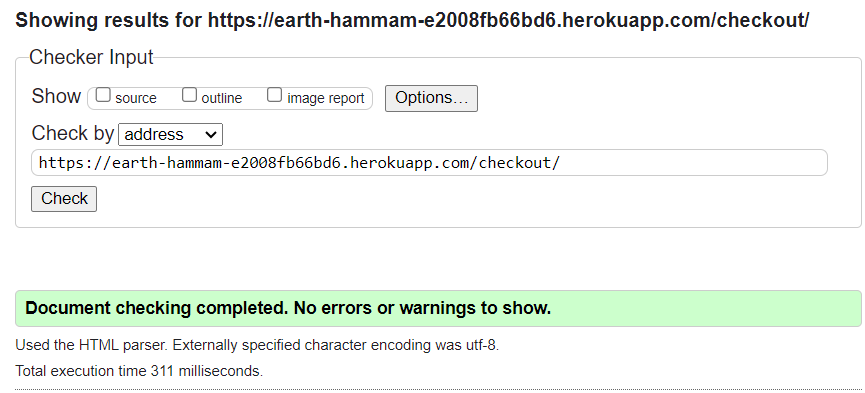 Showing results for https://earth-hammam-e2008fb66bd6.herokuapp.com/checkout/
Checker Input
Show source outline image report Options...
Check by address
https://earth-hammam-e2008fb66bd6.herokuapp.com/checkout/
Check
Document checking completed. No errors or warnings to show.
Used the HTML parser. Externally specified character encoding was utf-8.
Total execution time 311 milliseconds.